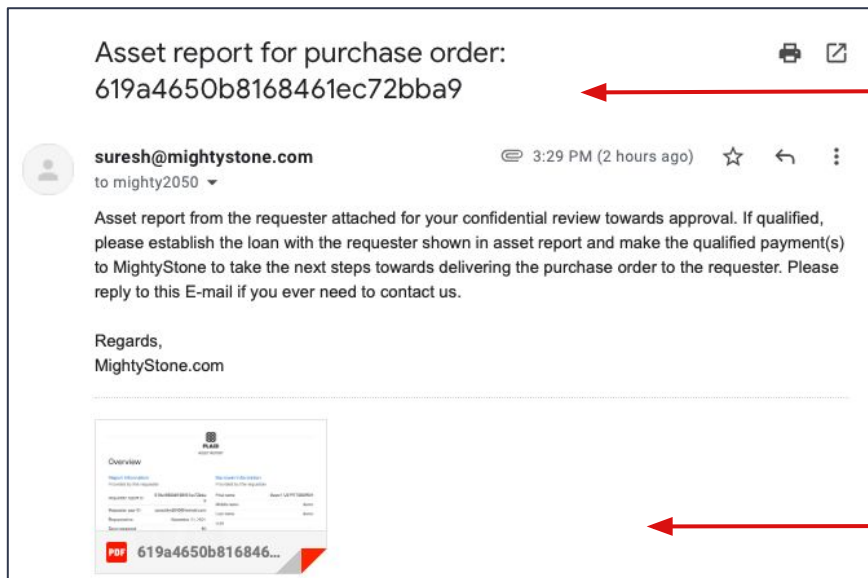 Asset report for purchase order:
619a4650b8168461ec72bba9
suresh@mightystone.com
3:29 PM (2 hours ago)
to mighty2050
Asset report from the requester attached for your confidential review towards approval. If qualified,
please establish the loan with the requester shown in asset report and make the qualified payment(s)
to MightyStone to take the next steps towards delivering the purchase order to the requester. Please
reply to this E-mail if you ever need to contact us.
Regards,
MightyStone.com
PLAID
ASSET REPORT
Overview
PDF 619a4650b816846...